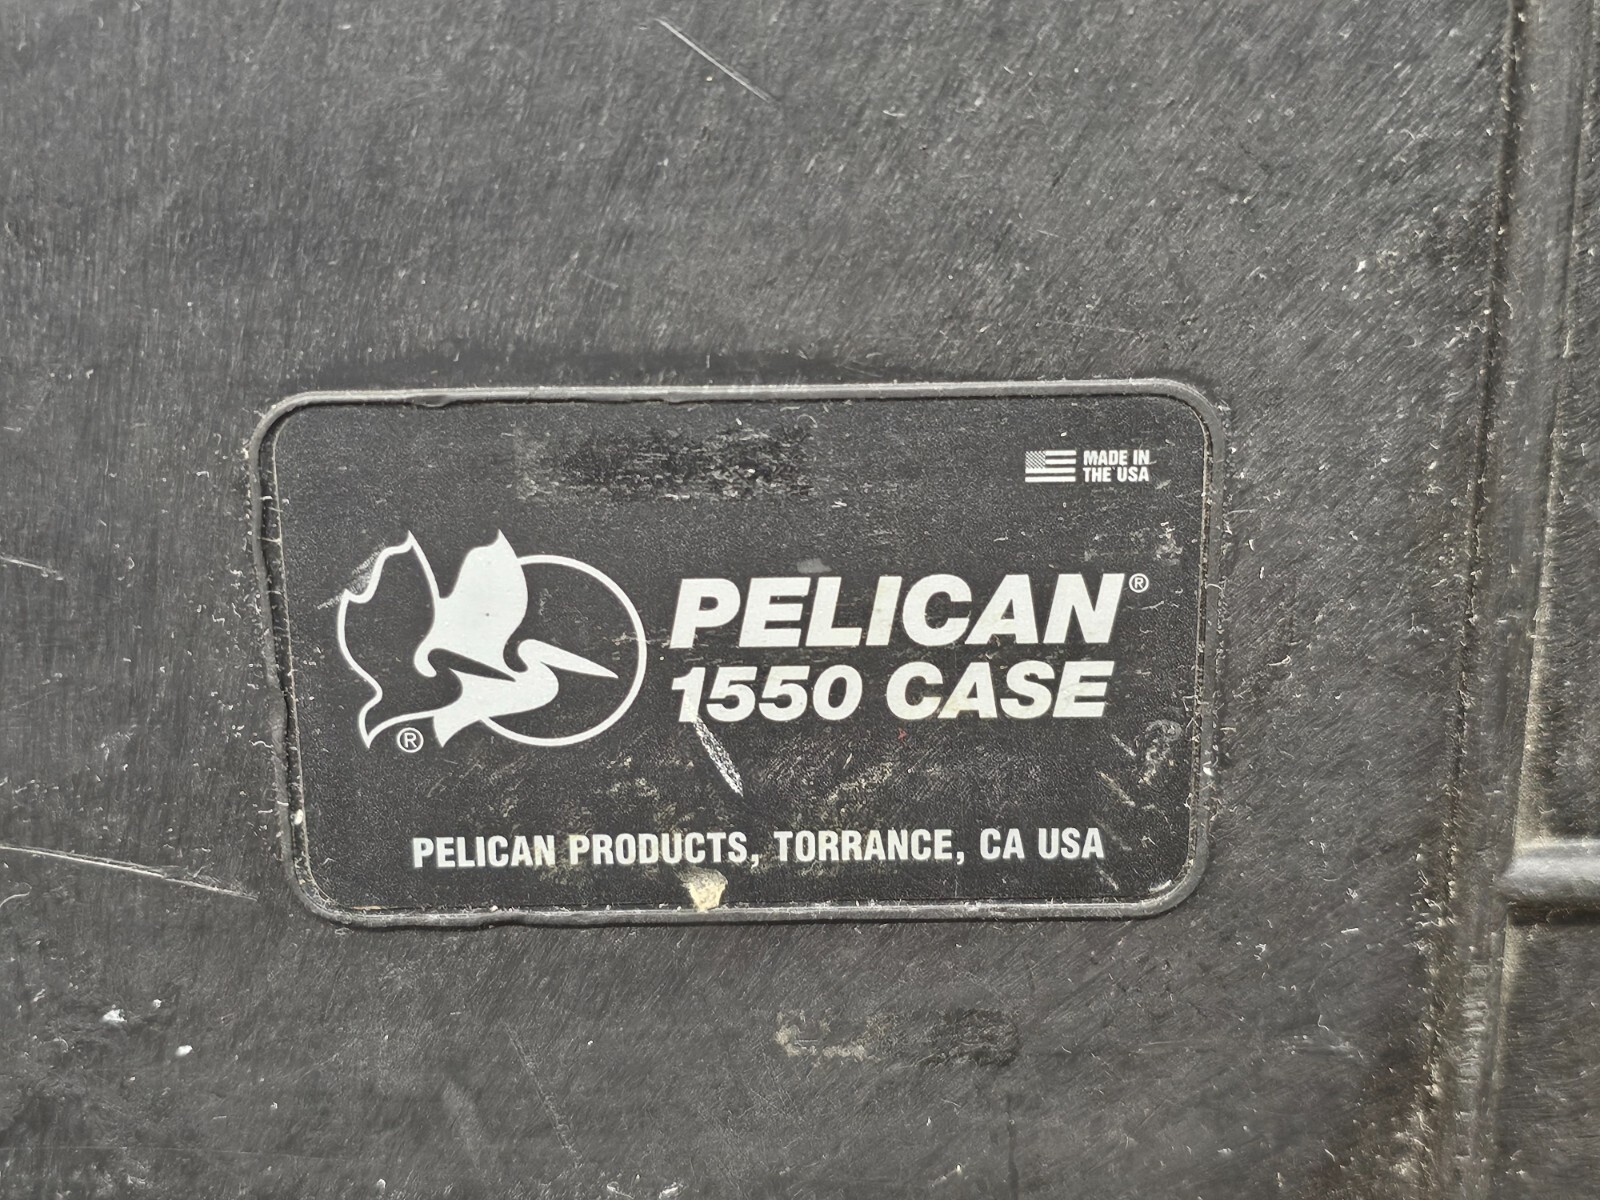 MADE IN
THE USA
PELICAN®
1550 CASE
®
PELICAN PRODUCTS, TORRANCE, CA USA